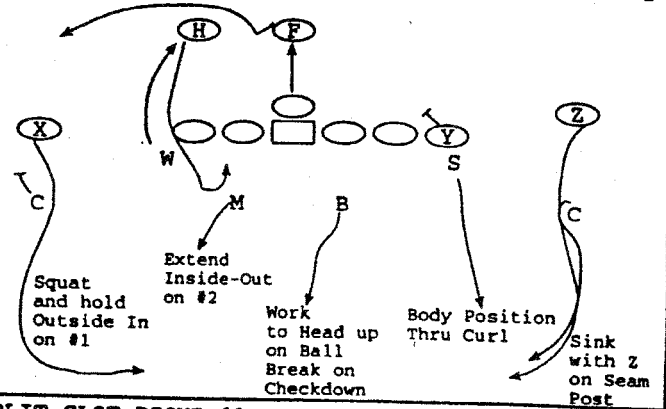 H
F
X
Y
Z
W
S
C
M
B
C
Extend
Inside-Out
on #2
Squat
and hold
Outside In
on #1
Work
to Head up
on Ball
Break on
Checkdown
Body Position
Thru Curl
Sink
with Z
on Seam
Post